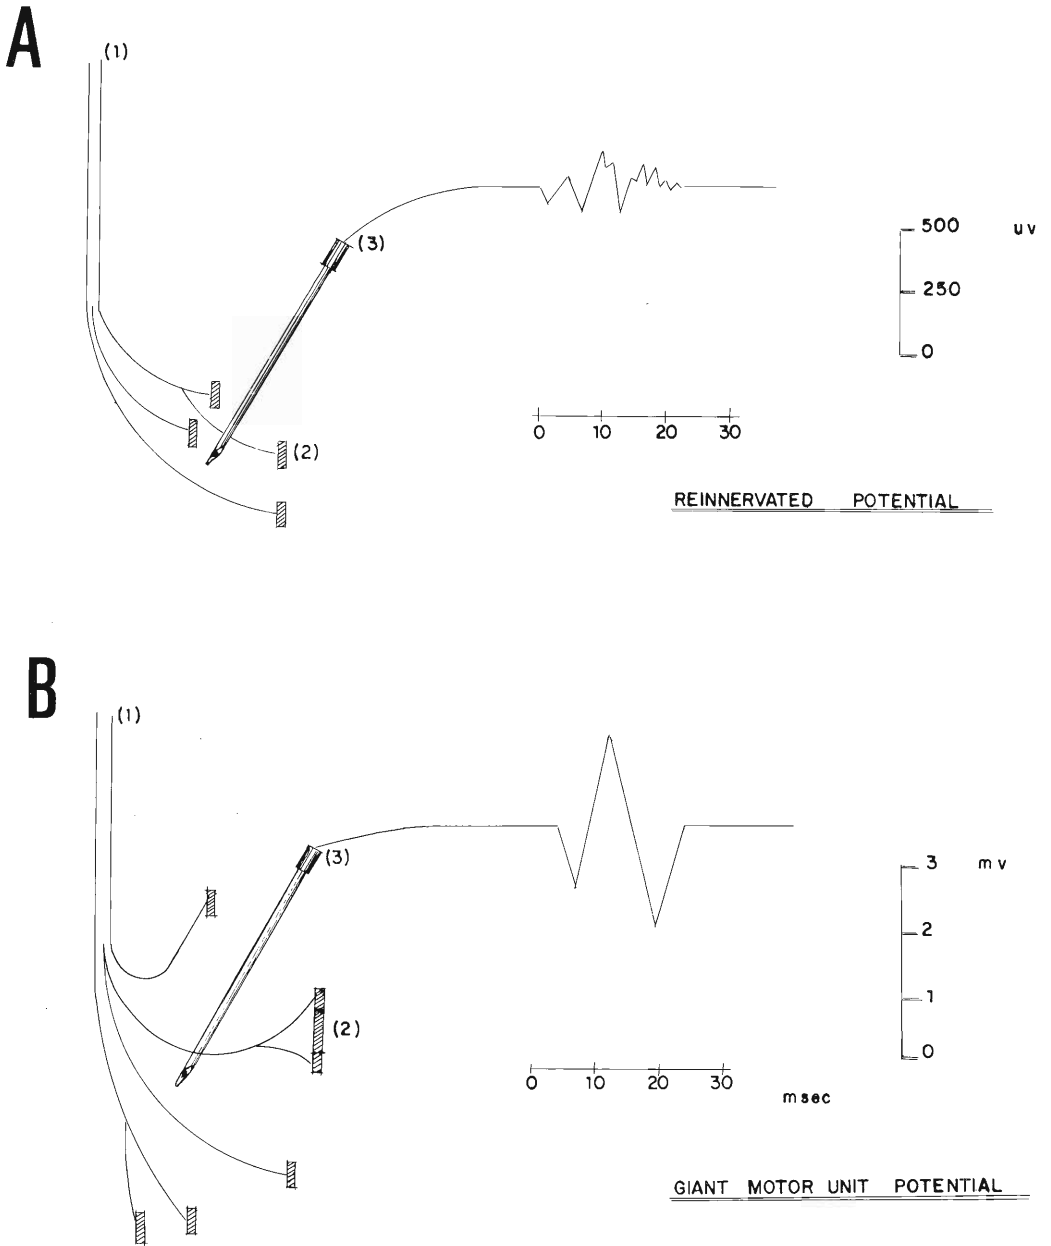 A
(1)
(3)
500 uv
250
0
0 10 20 30
(2)
REINNERVATED POTENTIAL
B
(1)
(3)
3 mv
2
1
0
(2)
0 10 20 30
msec
GIANT MOTOR UNIT POTENTIAL